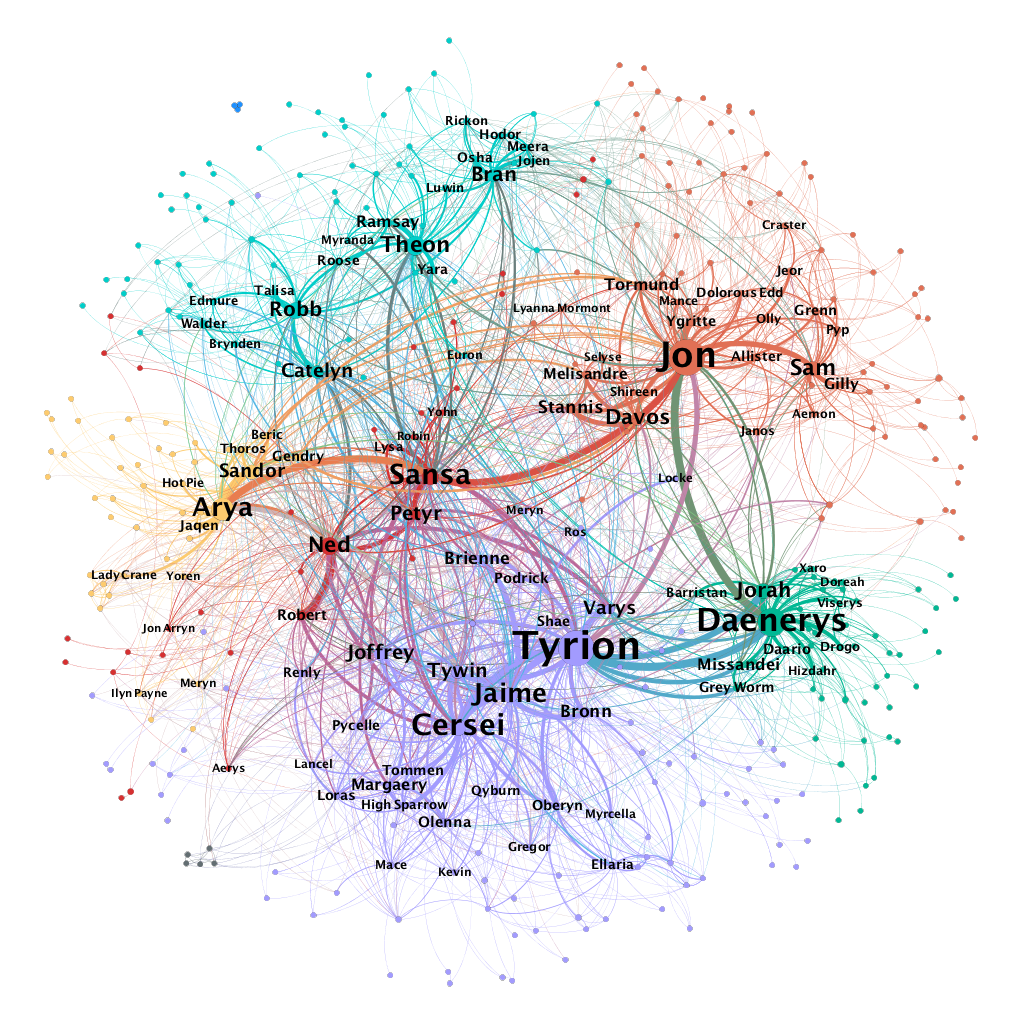 Rickon
Hodor
Meera
Osha
Jojen
Bran
Luwin
Ramsay
Craster
Myranda
Theon
Roose
Yara
Jeor
Tormund
Talisa
Dolorous Edd
Edmure
Mance
Robb
Lyanna Mormont
Grenn
Walder
Ygritte
Olly
Pyp
Brynden
Euron
Selyse
Jon
Allister
Catelyn
Melisandre
Sam
Gilly
Shireen
Stannis
Yohn
Davos
Aemon
Beric
Robin
Janos
Thoros
Lysa
Gendry
Sandor
Sansa
Locke
Hot Pie
Arya
Petyr
Meryn
Jaqen
Ros
Ned
Brienne
Xaro
Lady Crane
Yoren
Podrick
Doreah
Jorah
Barristan
Viserys
Robert
Varys
Shae
Daenerys
Jon Arryn
Tyrion
Joffrey
Daario
Drogo
Missandei
Renly
Tywin
Hizdahr
Meryn
Grey Worm
Ilyn Payne
Jaime
Bronn
Pycelle
Cersei
Aerys
Lancel
Tommen
Margaery
Qyburn
Loras
High Sparrow
Oberyn
Myrcella
Olenna
Gregor
Mace
Kevin
Ellaria